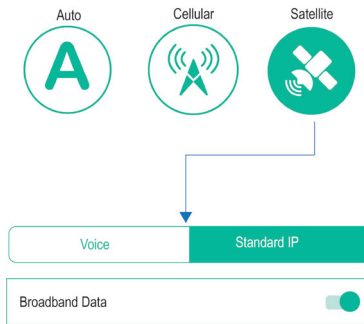 Auto Cellular Satellite
A
Voice Standard IP
Broadband Data